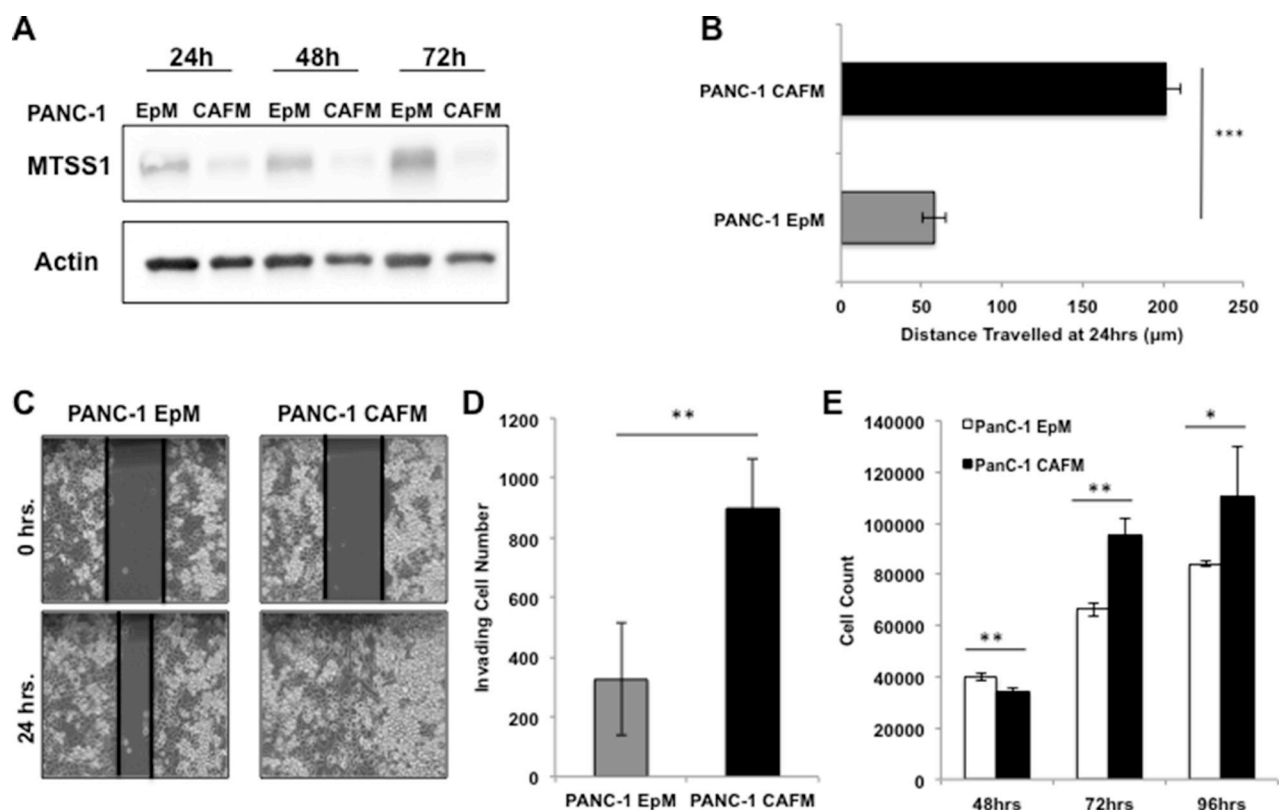 A
24h 48h 72h
PANC-1 EpM CAFM EpM CAFM EpM CAFM
MTSS1
Actin
B
PANC-1 CAFM
***
PANC-1 EpM
0 50 100 150 200 250
Distance Travelled at 24hrs (µm)
C
PANC-1 EpM PANC-1 CAFM
0 hrs.
24 hrs.
D
Invading Cell Number
1200
1000
800
600
400
200
0
**
PANC-1 EpM PANC-1 CAFM
E
Cell Count
140000
120000
100000
80000
60000
40000
20000
0
PanC-1 EpM
PanC-1 CAFM
**
**
*
48hrs 72hrs 96hrs